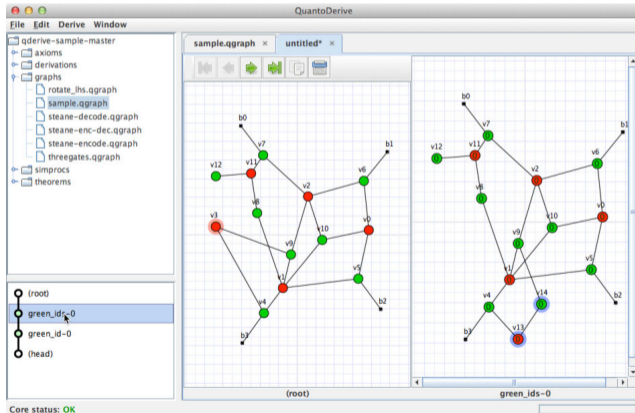 QuantoDerive
File Edit Derive Window
qderive-sample-master
axioms
derivations
graphs
rotate_lhs.qgraph
sample.qgraph
steane-decode.qgraph
steane-enc-dec.qgraph
steane-encode.qgraph
threegates.qgraph
simprocs
theorems
sample.qgraph × untitled* ×
b0
v7
b1
v12
v11
v6
v2
v8
v3
v10
v0
v9
v1
v5
v4
b2
b3
(root)
b0
v7
b1
v12
v11
v6
v2
v8
v0
v10
v9
v5
v1
v4
v14
b2
b3
v13
green_ids-0
(root)
green_ids-0
green_id-0
(head)
Core status: OK